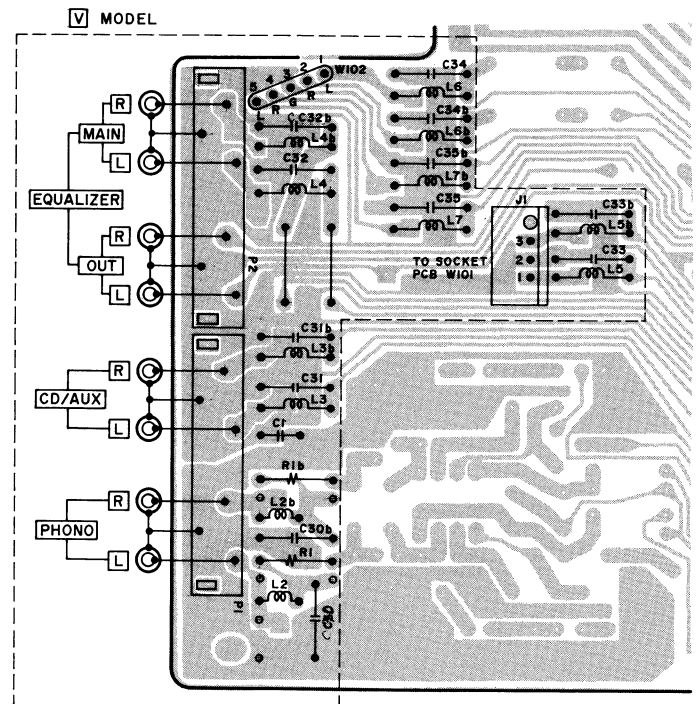 V MODEL
1
2
3
4
5
W102
L
R
G
R
L
C34
L6
C34b
L6b
C35b
L7b
C35
L7
C32b
L4b
C32
L4
R
MAIN
L
EQUALIZER
R
OUT
L
P2
J1
3
2
1
TO SOCKET
PCB W101
C33b
L5b
C33
L5
C31b
L3b
C31
L3
C1
R
CD/AUX
L
R1b
L2b
C30b
R1
L2
C30
R
PHONO
L
P1